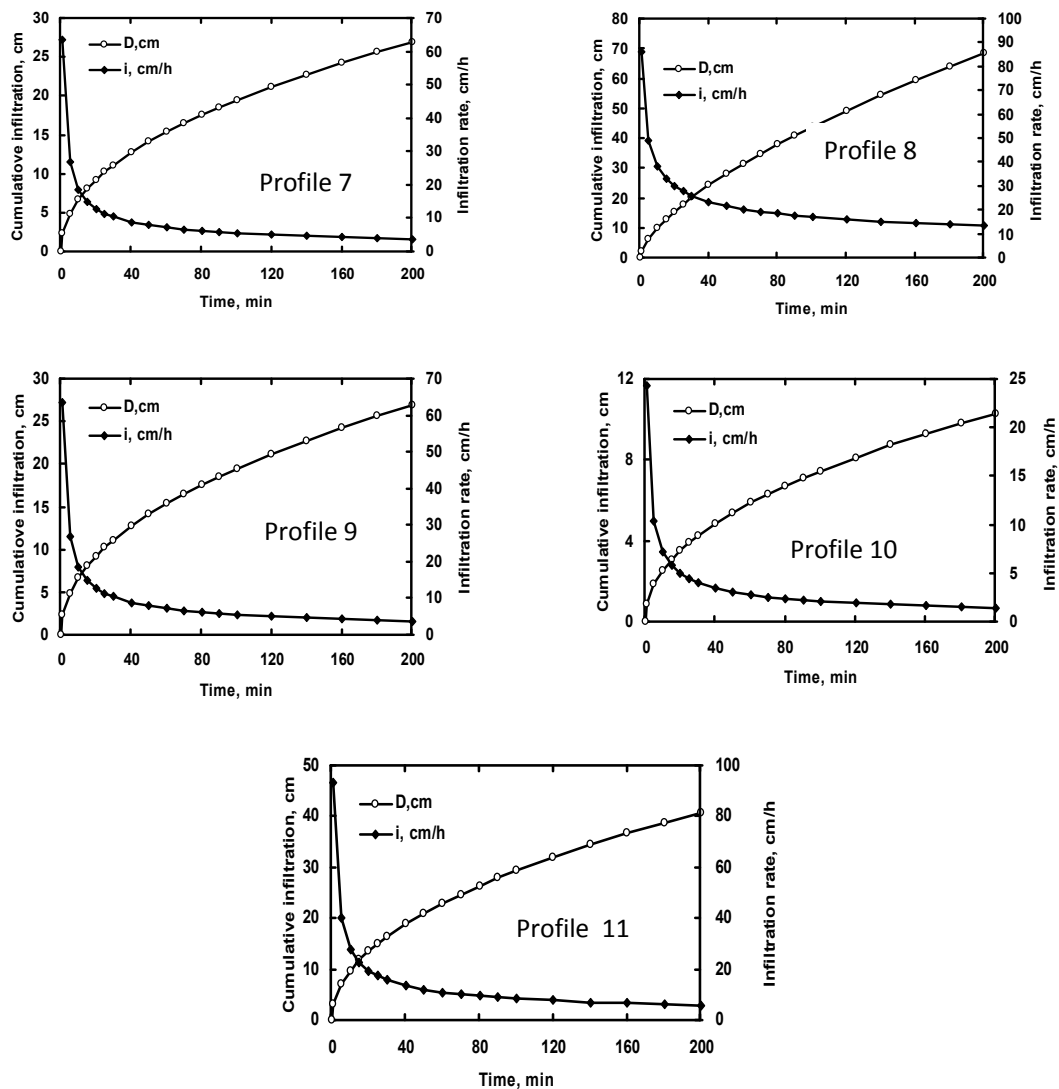 Cumulatiove infiltration, cm
30
25
20
15
10
5
0
D,cm
i, cm/h
Profile 7
70
60
50
40
30
20
10
0
Infiltration rate, cm/h
0 40 80 120 160 200
Time, min
Cumulative infiltration, cm
80
70
60
50
40
30
20
10
0
D,cm
i, cm/h
Profile 8
100
90
80
70
60
50
40
30
20
10
0
Infiltration rate, cm/h
0 40 80 120 160 200
Time, min
Cumulative infiltration, cm
30
25
20
15
10
5
0
D,cm
i, cm/h
Profile 9
70
60
50
40
30
20
10
0
Infiltration rate, cm/h
0 40 80 120 160 200
Time, min
Cumulative infiltration, cm
12
8
4
0
D,cm
i, cm/h
Profile 10
25
20
15
10
5
0
Infiltration rate, cm/h
0 40 80 120 160 200
Time, min
Cumulative infiltration, cm
50
40
30
20
10
0
D,cm
i, cm/h
Profile 11
100
80
60
40
20
0
Infiltration rate, cm/h
0 40 80 120 160 200
Time, min